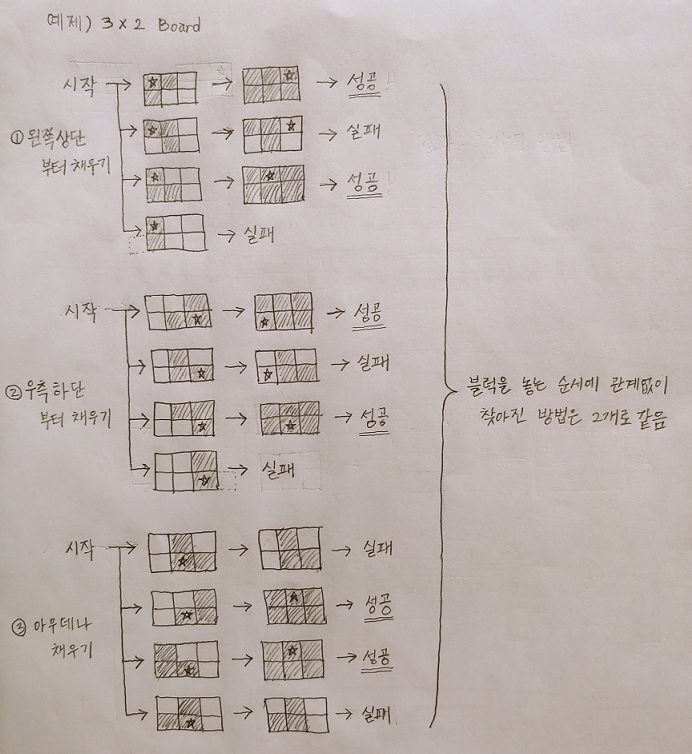 예제) 3 x 2 Board
시작
성공
① 왼쪽상단
부터 채우기
실패
성공
실패
시작
성공
실패
② 우측하단
부터 채우기
성공
실패
블럭을 놓는 순서에 관계없이
찾아진 방법은 2개로 같음
시작
실패
③ 아무데나
채우기
성공
성공
실패